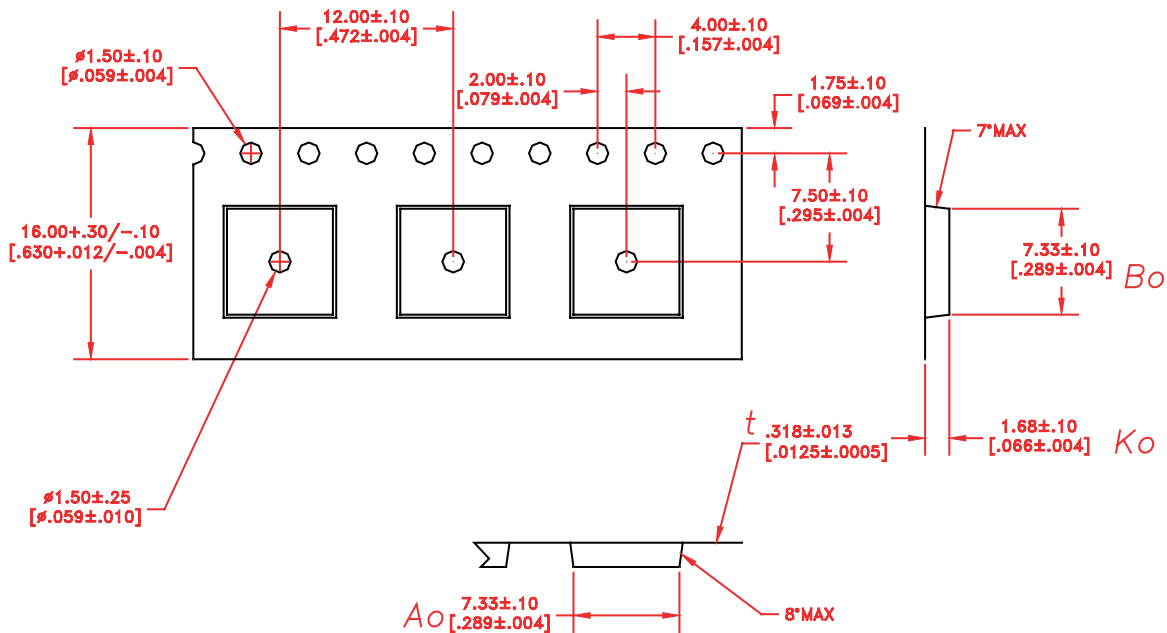 12.00±.10
[.472±.004]
4.00±.10
[.157±.004]
ø1.50±.10
[ø.059±.004]
2.00±.10
[.079±.004]
1.75±.10
[.069±.004]
7°MAX
7.50±.10
[.295±.004]
16.00+.30/-.10
[.630+.012/-.004]
7.33±.10
[.289±.004]
Bo
t
.318±.013
[.0125±.0005]
1.68±.10
[.066±.004]
Ko
ø1.50±.25
[ø.059±.010]
Ao
7.33±.10
[.289±.004]
8°MAX